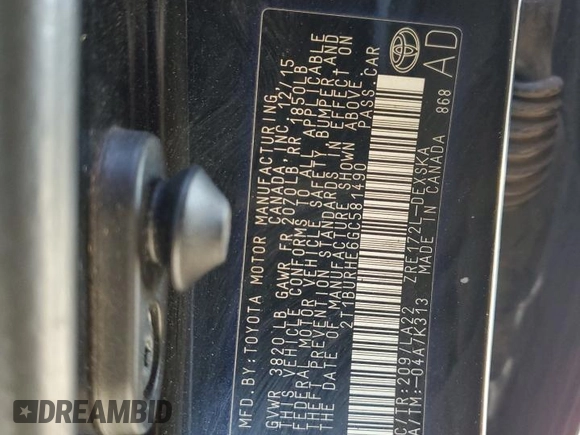 MFD. BY: TOYOTA MOTOR MANUFACTURING
CANADA, INC. 12/15
GVWR 3820LB GAWR FR 2070LB RR 1850LB
THIS VEHICLE CONFORMS TO ALL APPLICABLE
FEDERAL MOTOR VEHICLE SAFETY, BUMPER AND
THEFT PREVENTION STANDARDS IN EFFECT ON
THE DATE OF MANUFACTURE SHOWN ABOVE.
2T1BURHE6GC581490 PASS. CAR
C/TR: 209/LA22 ZRE172L-DEXSKA
A/TM: -04A7K313 MADE IN CANADA 868
AD
DREAMBID